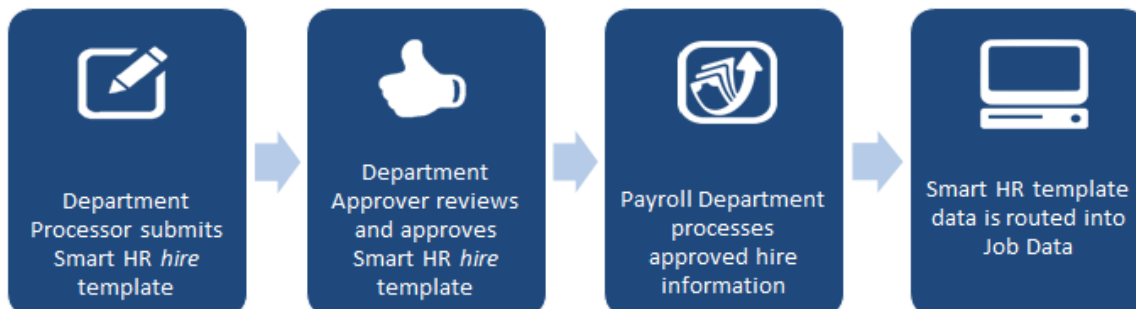 Department
Processor submits
Smart HR hire
template
Department
Approver reviews
and approves
Smart HR hire
template
Payroll Department
processes
approved hire
information
Smart HR template
data is routed into
Job Data